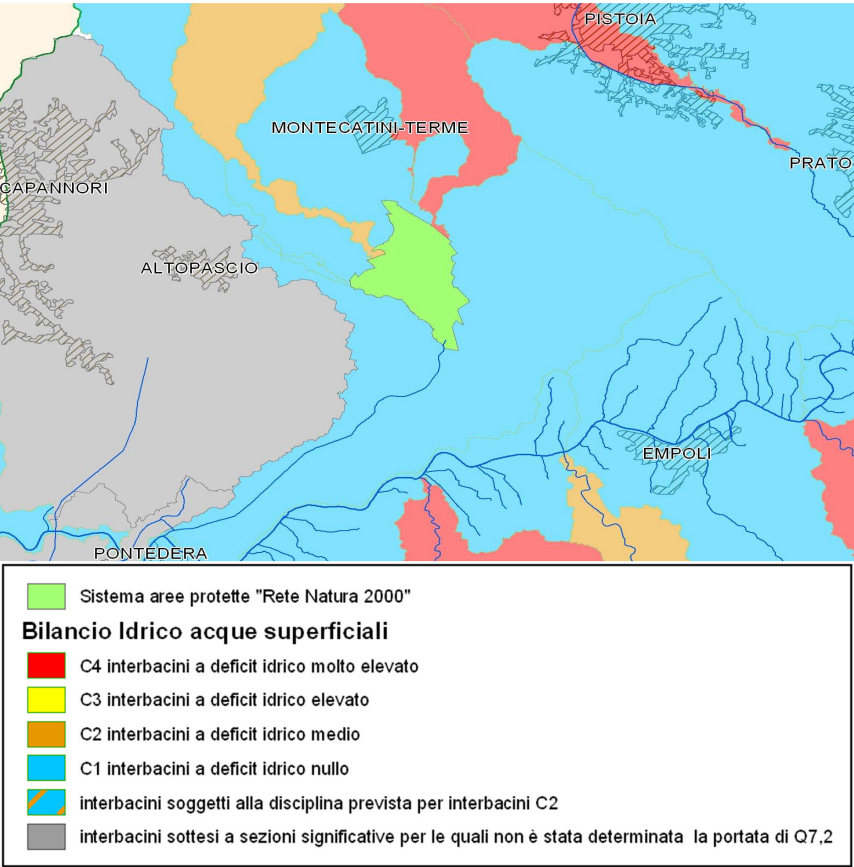 PISTOIA
MONTECATINI-TERME
PRATO
CAPANNORI
ALTOPASCIO
EMPOLI
PONTEDERA
Sistema aree protette "Rete Natura 2000"
Bilancio Idrico acque superficiali
C4 interbacini a deficit idrico molto elevato
C3 interbacini a deficit idrico elevato
C2 interbacini a deficit idrico medio
C1 interbacini a deficit idrico nullo
interbacini soggetti alla disciplina prevista per interbacini C2
interbacini sottesi a sezioni significative per le quali non è stata determinata la portata di Q7,2